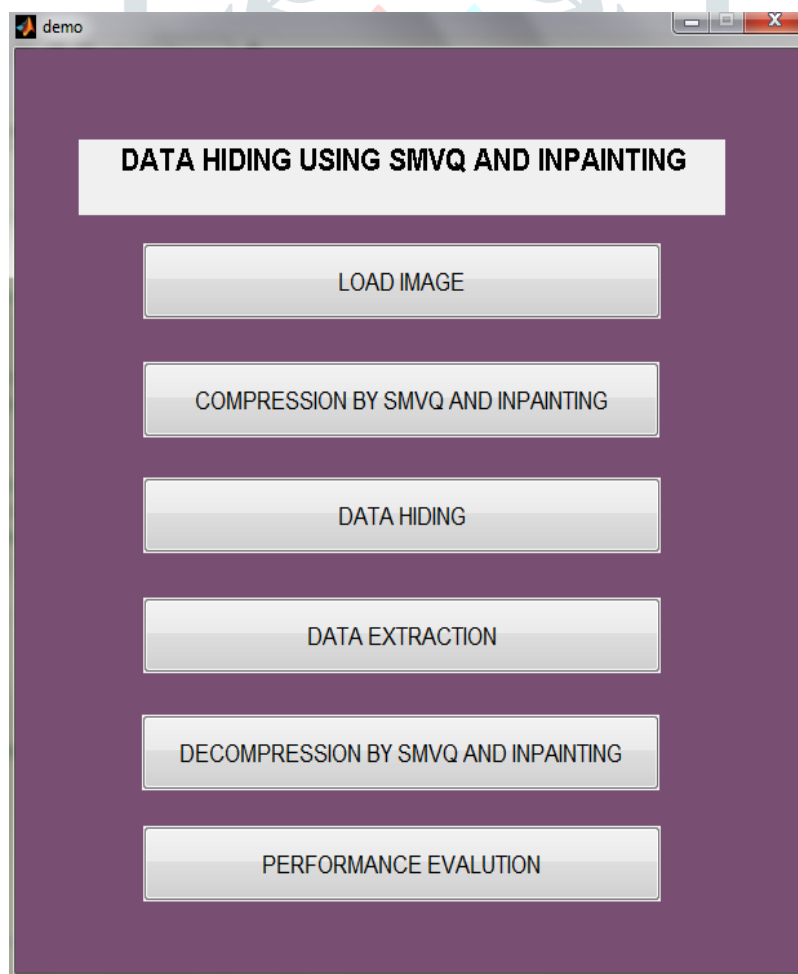 demo
DATA HIDING USING SMVQ AND INPAINTING
LOAD IMAGE
COMPRESSION BY SMVQ AND INPAINTING
DATA HIDING
DATA EXTRACTION
DECOMPRESSION BY SMVQ AND INPAINTING
PERFORMANCE EVALUTION